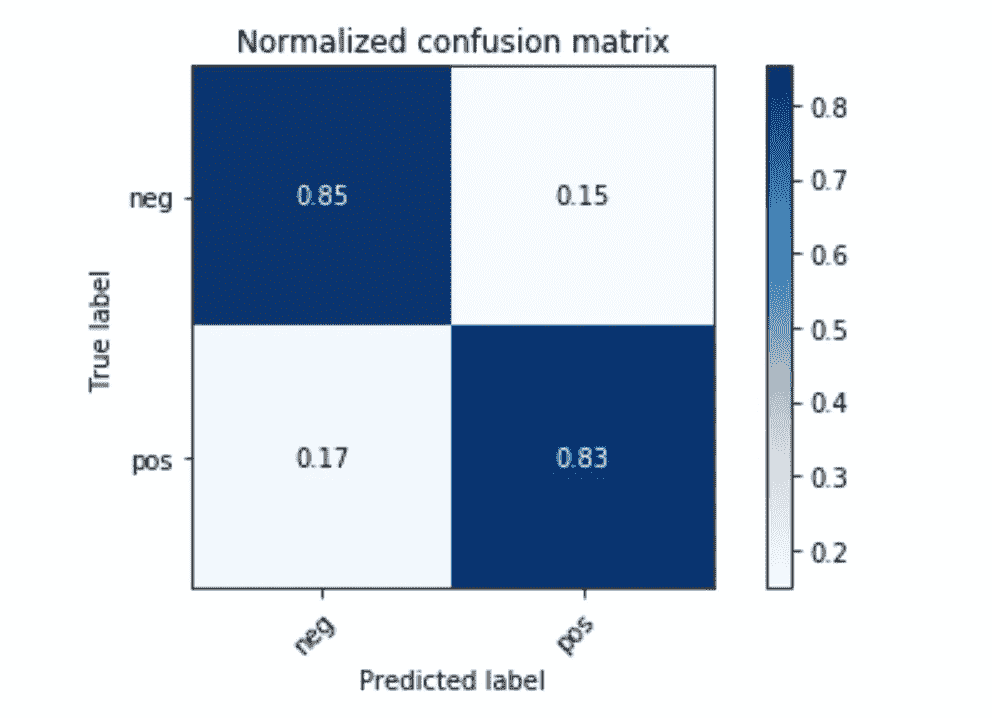 Normalized confusion matrix
neg
0.85
0.15
pos
0.17
0.83
True label
neg
pos
Predicted label
0.8
0.7
0.6
0.5
0.4
0.3
0.2